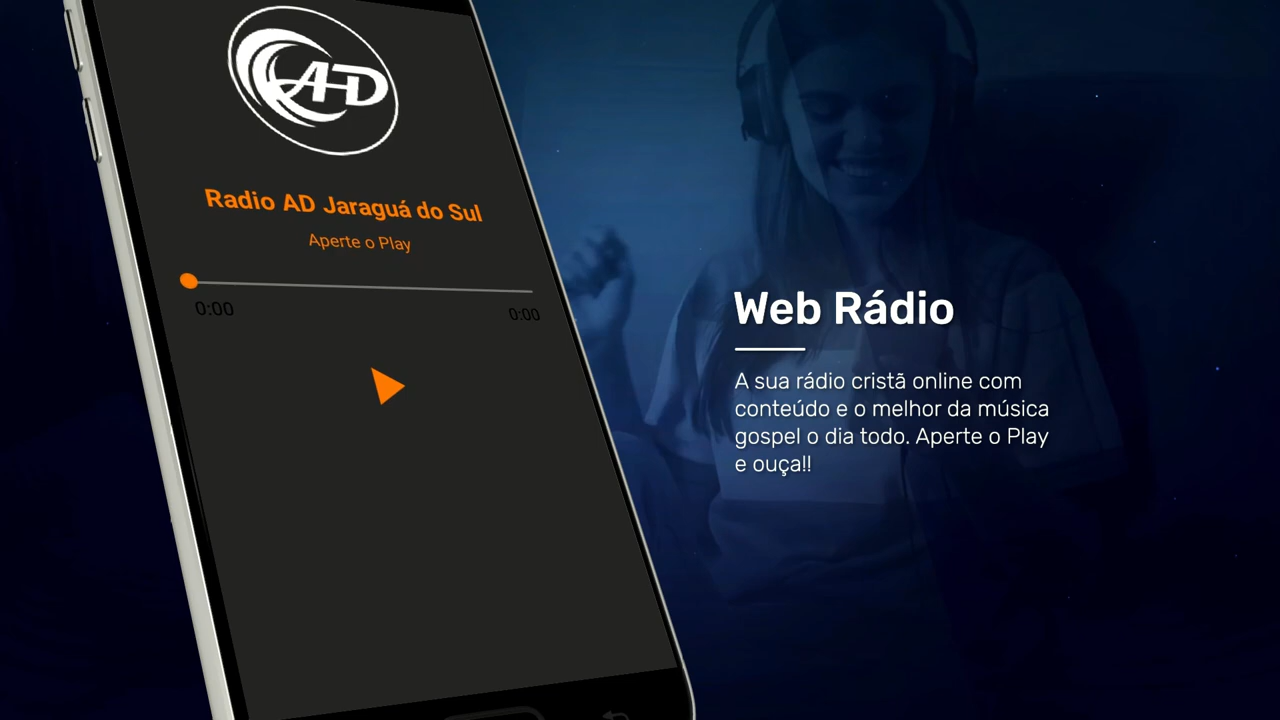 AD
Radio AD Jaraguá do Sul
Aperte o Play
0:00 0:00
Web Rádio
A sua rádio cristã online com
conteúdo e o melhor da música
gospel o dia todo. Aperte o Play
e ouça!!